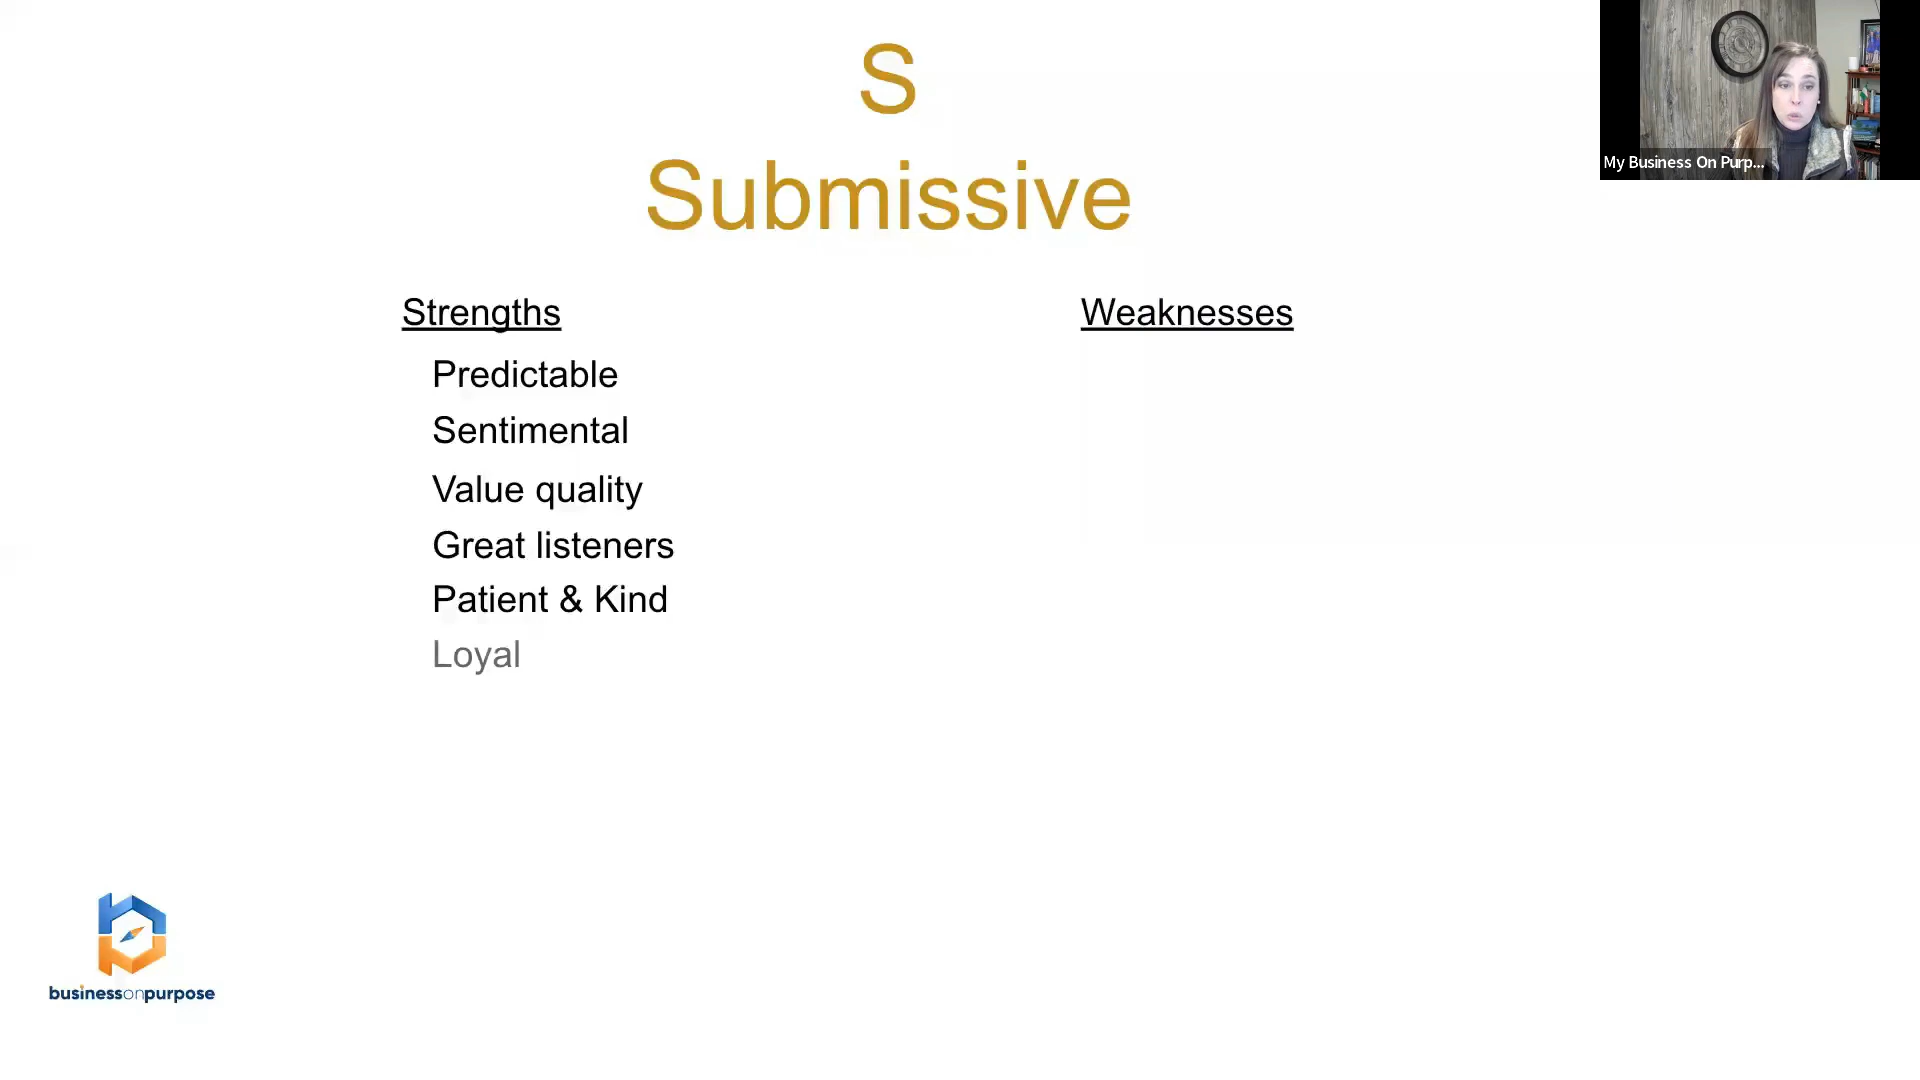 S
Submissive
Strengths
Predictable
Sentimental
Value quality
Great listeners
Patient & Kind
Loyal
Weaknesses
My Business On Purp...
businessonpurpose